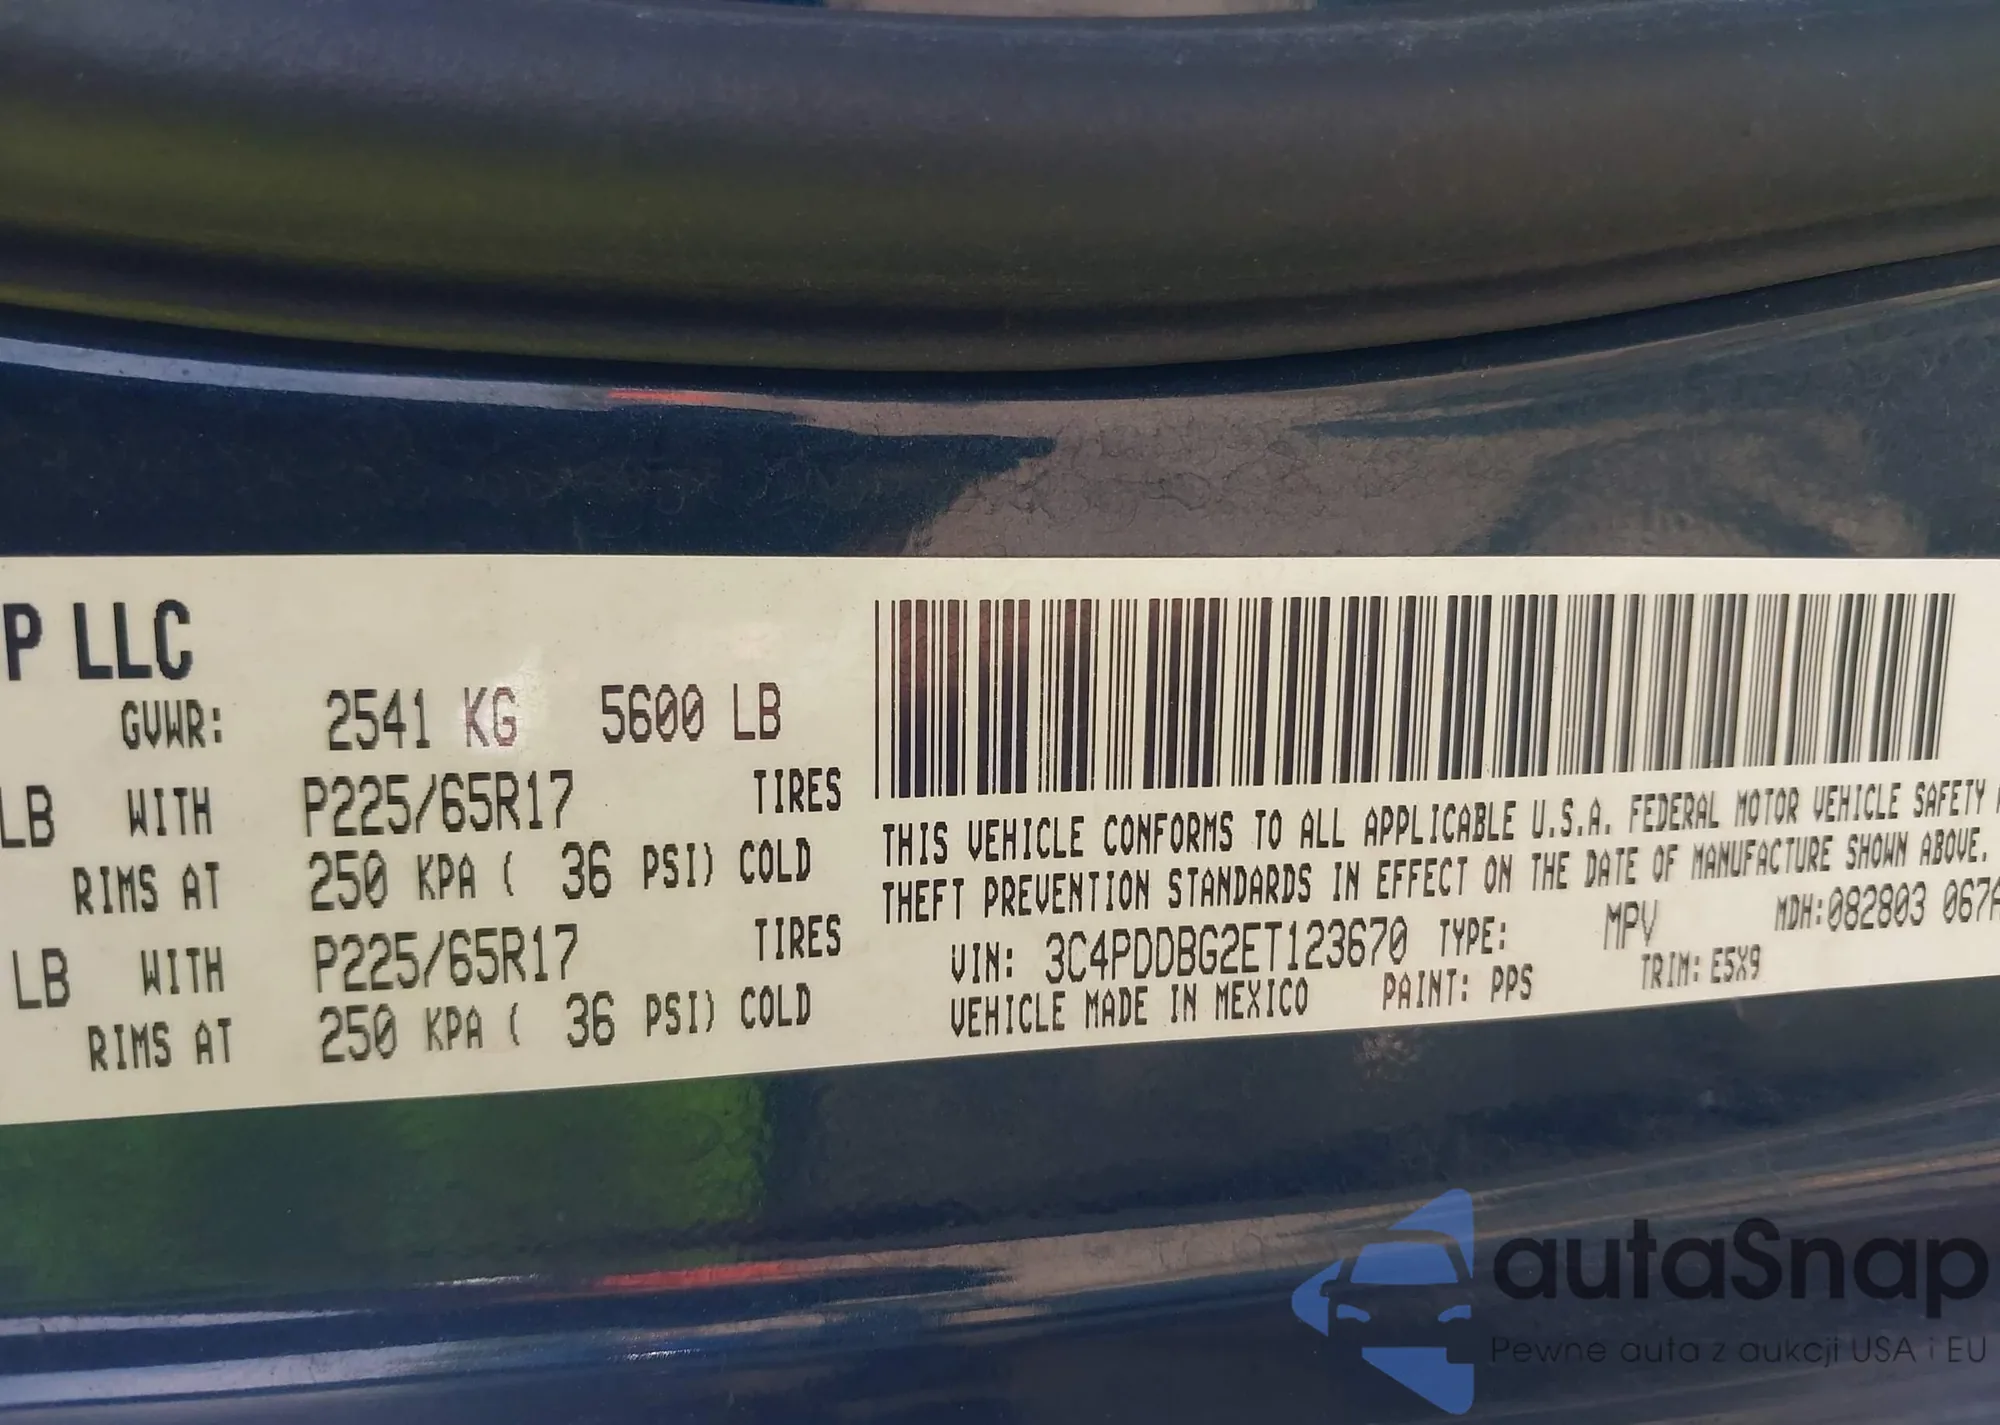 P LLC
GVWR: 2541 KG 5600 LB
LB WITH P225/65R17 TIRES
RIMS AT 250 KPA ( 36 PSI) COLD
LB WITH P225/65R17 TIRES
RIMS AT 250 KPA ( 36 PSI) COLD
THIS VEHICLE CONFORMS TO ALL APPLICABLE U.S.A. FEDERAL MOTOR VEHICLE SAFETY
THEFT PREVENTION STANDARDS IN EFFECT ON THE DATE OF MANUFACTURE SHOWN ABOVE.
VIN: 3C4PDDBG2ET123670 TYPE: MPV MDH:082803 067A
VEHICLE MADE IN MEXICO PAINT: PPS TRIM: E5X9
autaSnap
Pewne auta z aukcji USA i EU